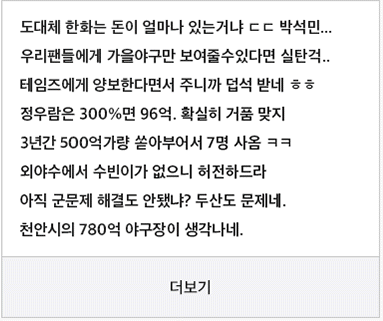 도대체 한화는 돈이 얼마나 있는거냐 ㄷㄷ 박석민...
우리팬들에게 가을야구만 보여줄수있다면 실탄걱..
테임즈에게 양보한다면서 주니까 덥석 받네 ㅎㅎ
정우람은 300%면 96억. 확실히 거품 맞지
3년간 500억가량 쏟아부어서 7명 사옴 ㅋㅋ
외야수에서 수빈이가 없으니 허전하드라
아직 군문제 해결도 안됐냐? 두산도 문제네.
천안시의 780억 야구장이 생각나네.
더보기